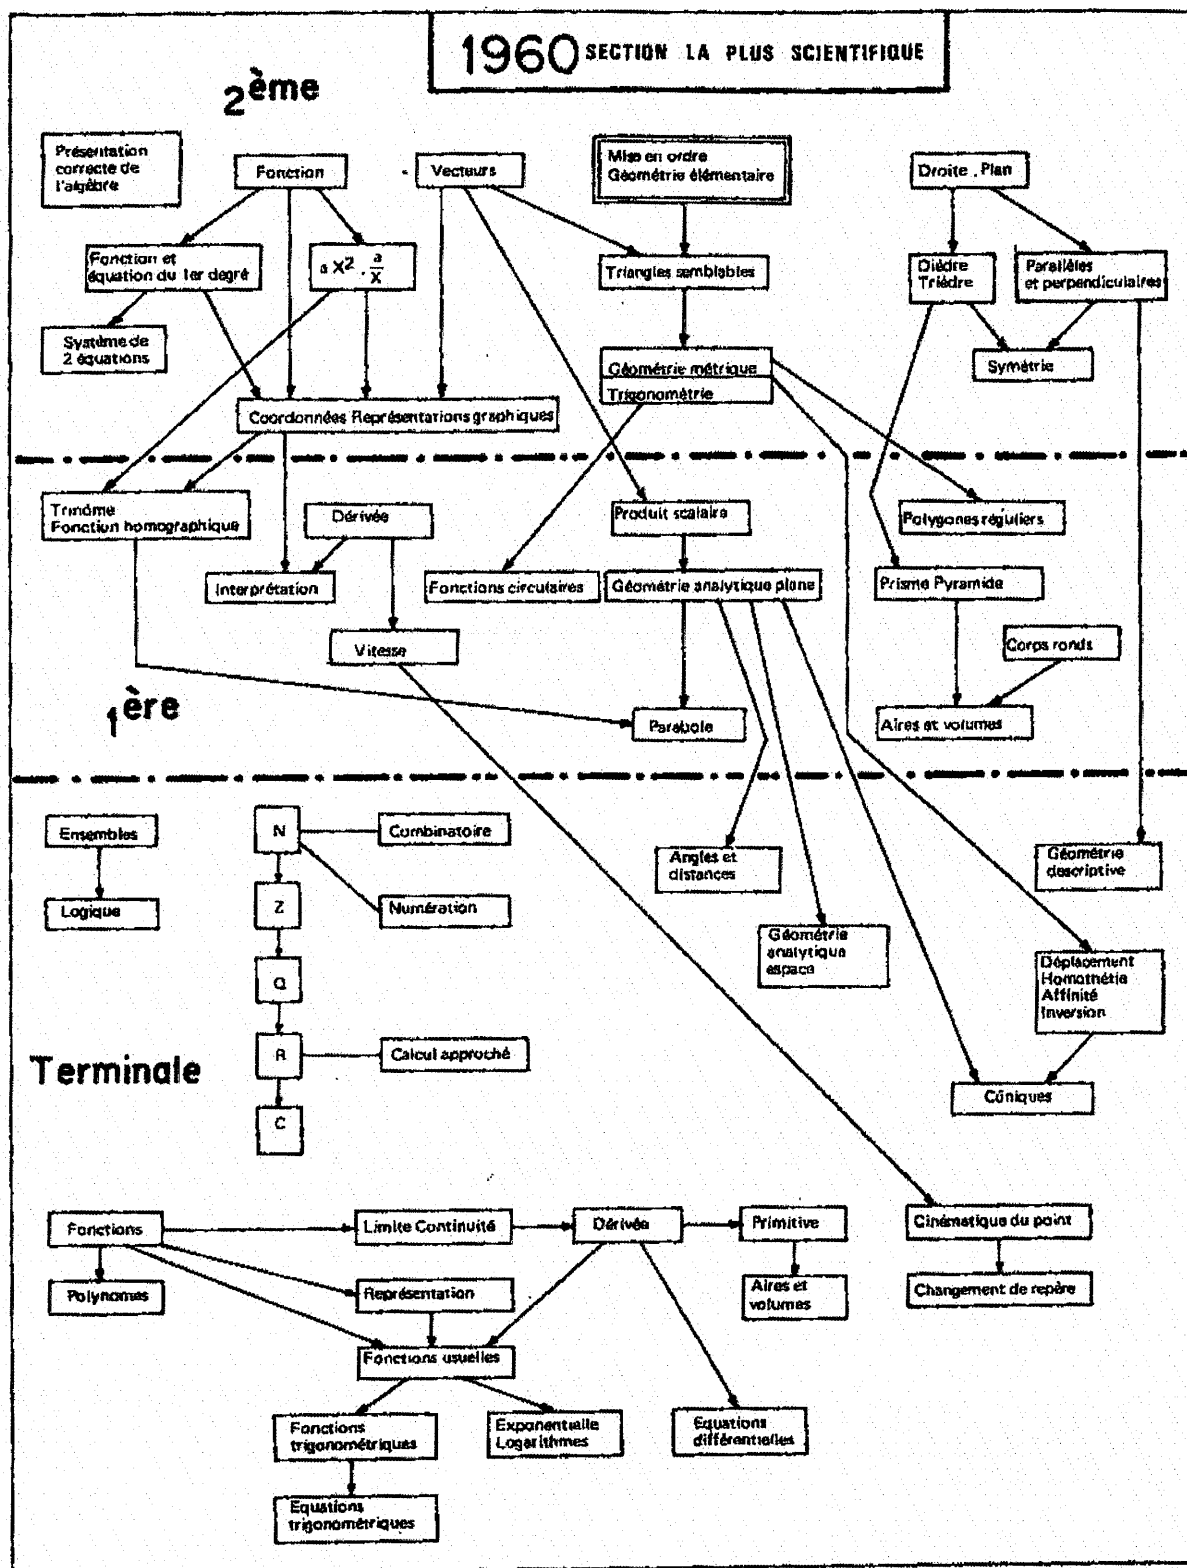 1960 SECTION LA PLUS SCIENTIFIQUE
2ème
Présentation
correcte de
l'algèbre
Fonction
Vecteurs
Mise en ordre
Géométrie élémentaire
Droite . Plan
Fonction et
équation du 1er degré
a X² . a/X
Triangles semblables
Dièdre
Trièdre
Parallèles
et perpendiculaires
Système de
2 équations
Géométrie métrique
Trigonométrie
Symétrie
Coordonnées Représentations graphiques
Trinôme
Fonction homographique
Dérivée
Produit scalaire
Polygones réguliers
Interprétation
Fonctions circulaires
Géométrie analytique plane
Prisme Pyramide
Vitesse
Corps ronds
1ère
Parabole
Aires et volumes
Ensembles
N
Combinatoire
Angles et
distances
Géométrie
descriptive
Logique
Z
Numération
Géométrie
analytique
espace
Q
Déplacement
Homothétie
Affinité
Inversion
Terminale
R
Calcul approché
Coniques
C
Fonctions
Limite Continuité
Dérivée
Primitive
Cinématique du point
Polynomes
Représentation
Aires et
volumes
Changement de repère
Fonctions usuelles
Fonctions
trigonométriques
Exponentielle
Logarithmes
Equations
différentielles
Equations
trigonométriques